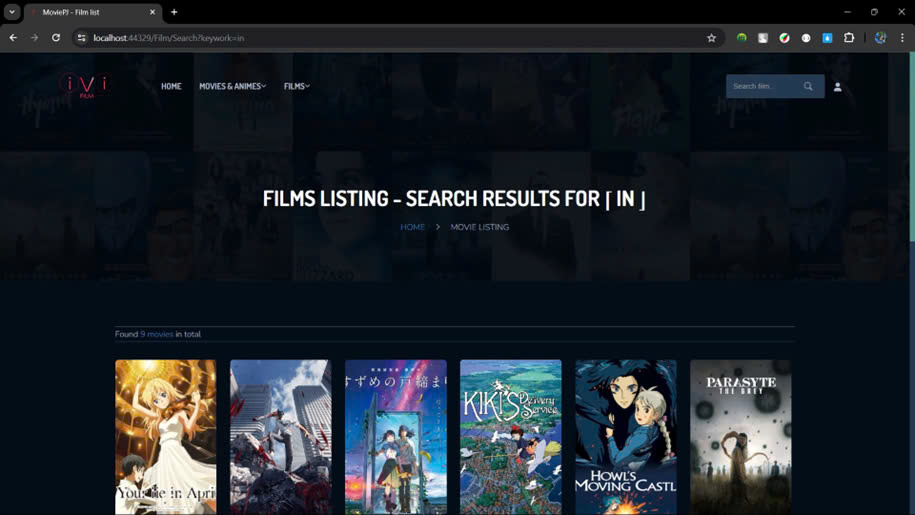 MoviePJ - Film list
localhost:44329/Film/Search?keywork=in
iVi
FILM
HOME
MOVIES & ANIMES
FILMS
Search film...
FILMS LISTING - SEARCH RESULTS FOR ⌈ IN ⌋
HOME
MOVIE LISTING
Found 9 movies in total
Your lie in April
すずめの戸締まり
KIKI'S Delivery
Service
HOWL'S
MOVING CASTL
PARASYTE
THE GREY